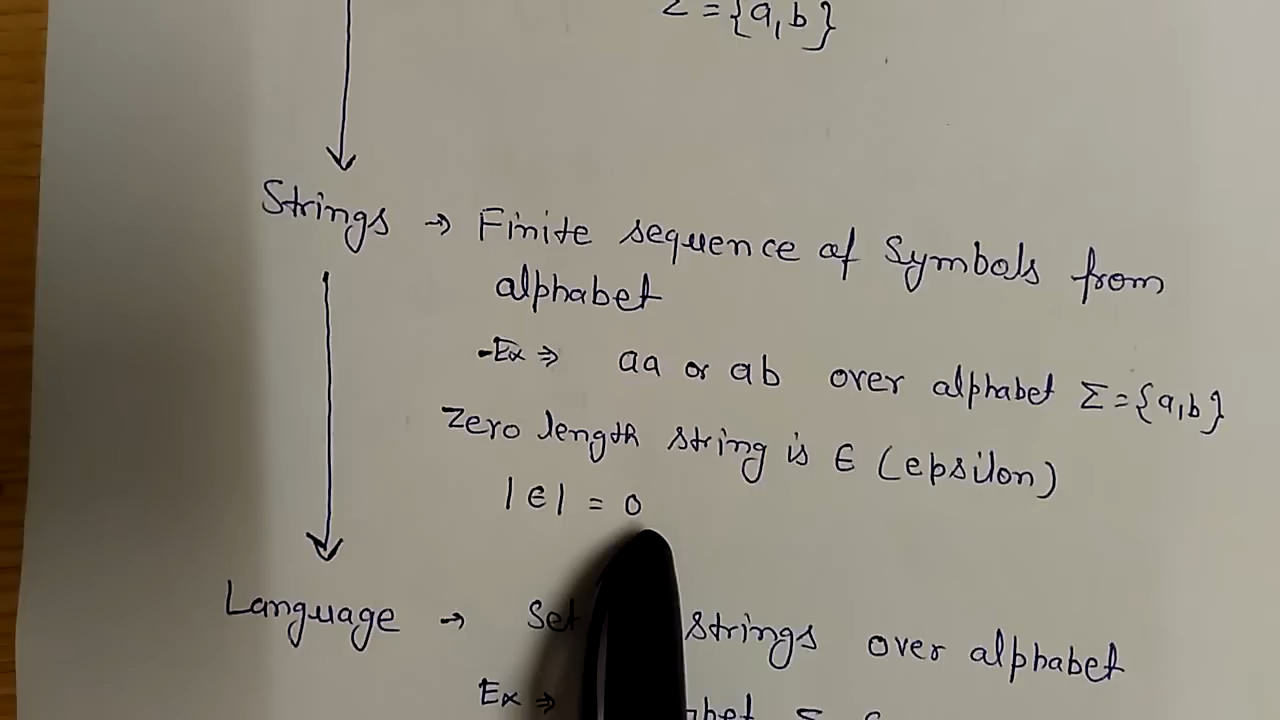 Σ = {a,b}
Strings → Finite sequence of symbols from
alphabet
-Ex ⇒ aa or ab over alphabet Σ = {a,b}
Zero length string is ϵ (epsilon)
|ϵ| = 0
Language → Set strings over alphabet
Ex ⇒